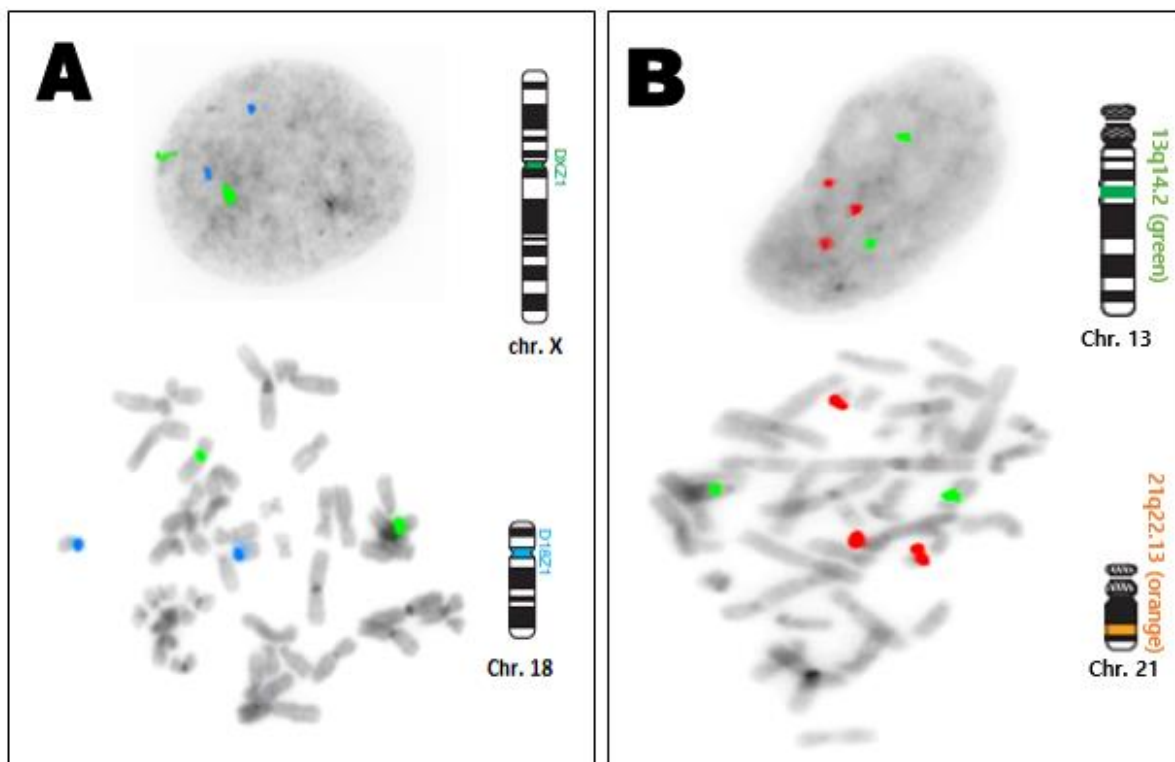 A
DXZ1
chr. X
D18Z1
Chr. 18
B
13q14.2 (green)
Chr. 13
21q22.13 (orange)
Chr. 21